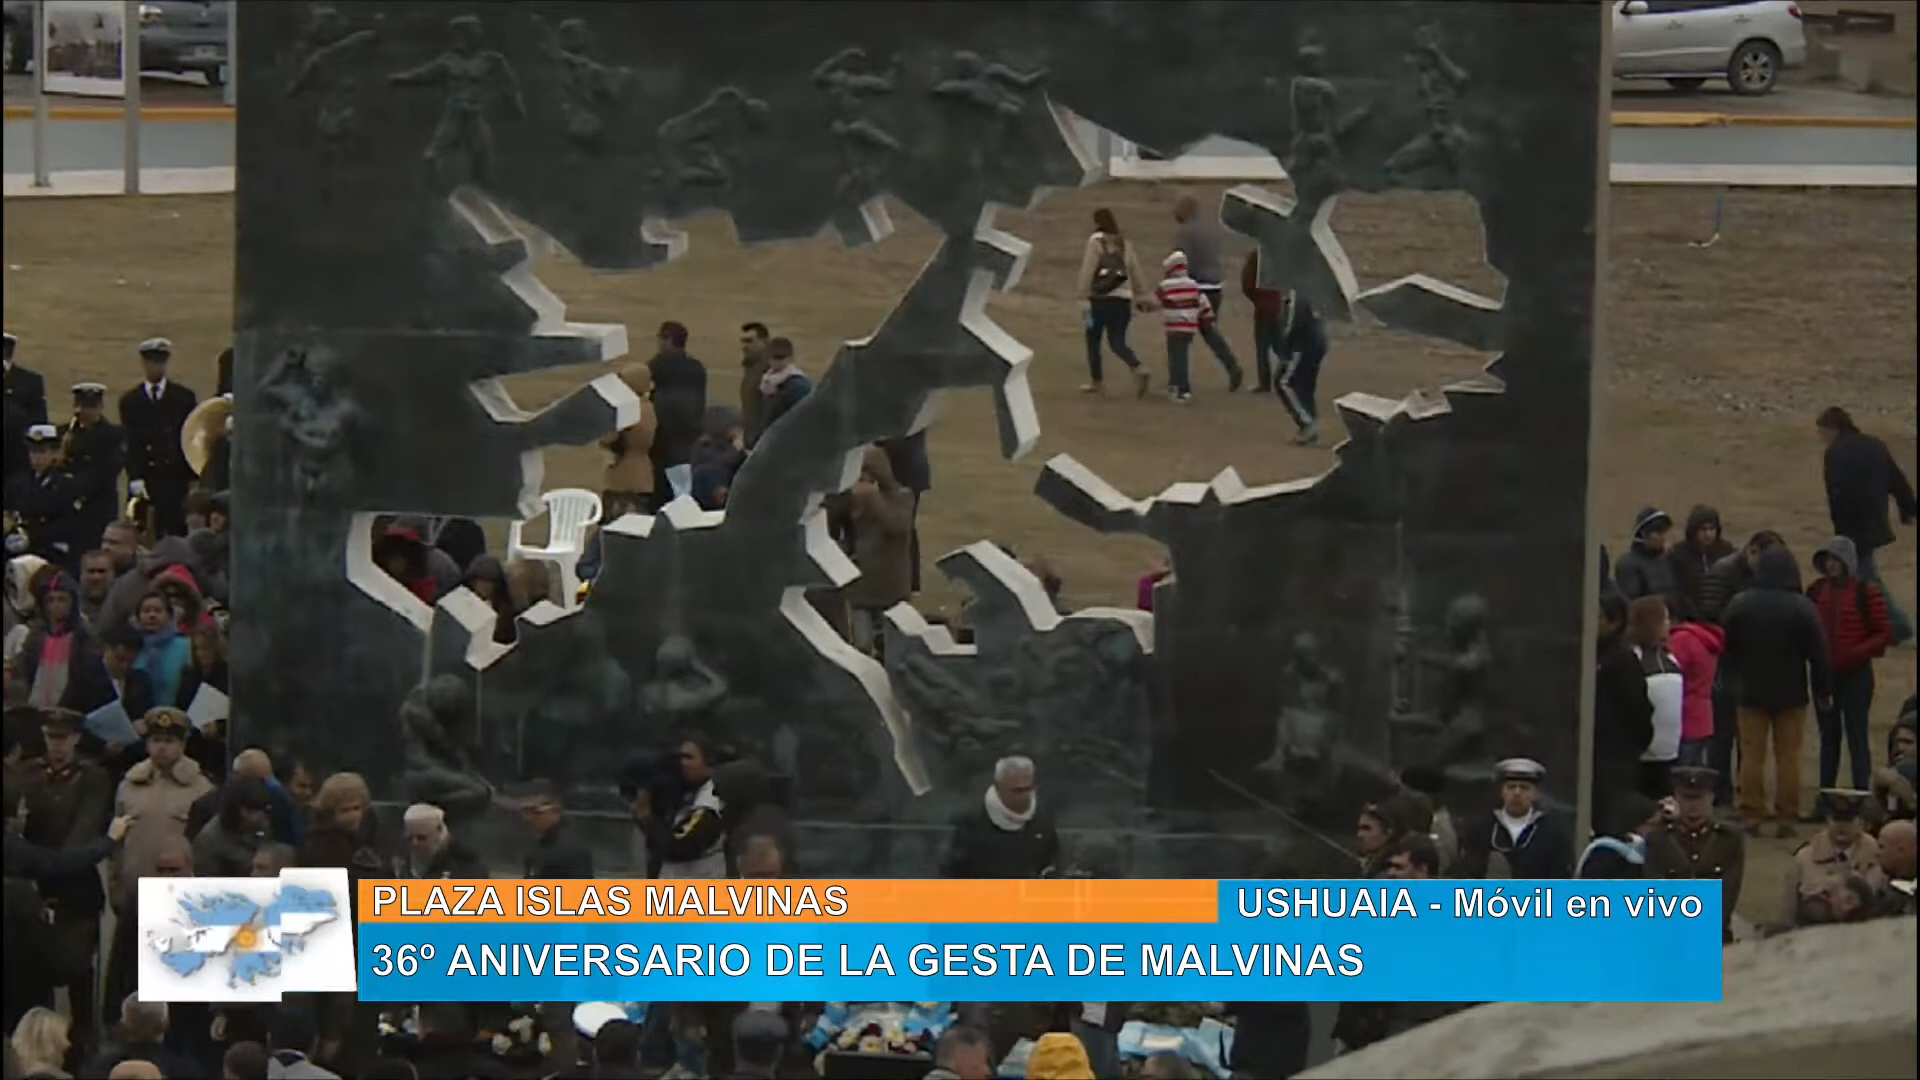 PLAZA ISLAS MALVINAS
USHUAIA - Móvil en vivo
36º ANIVERSARIO DE LA GESTA DE MALVINAS